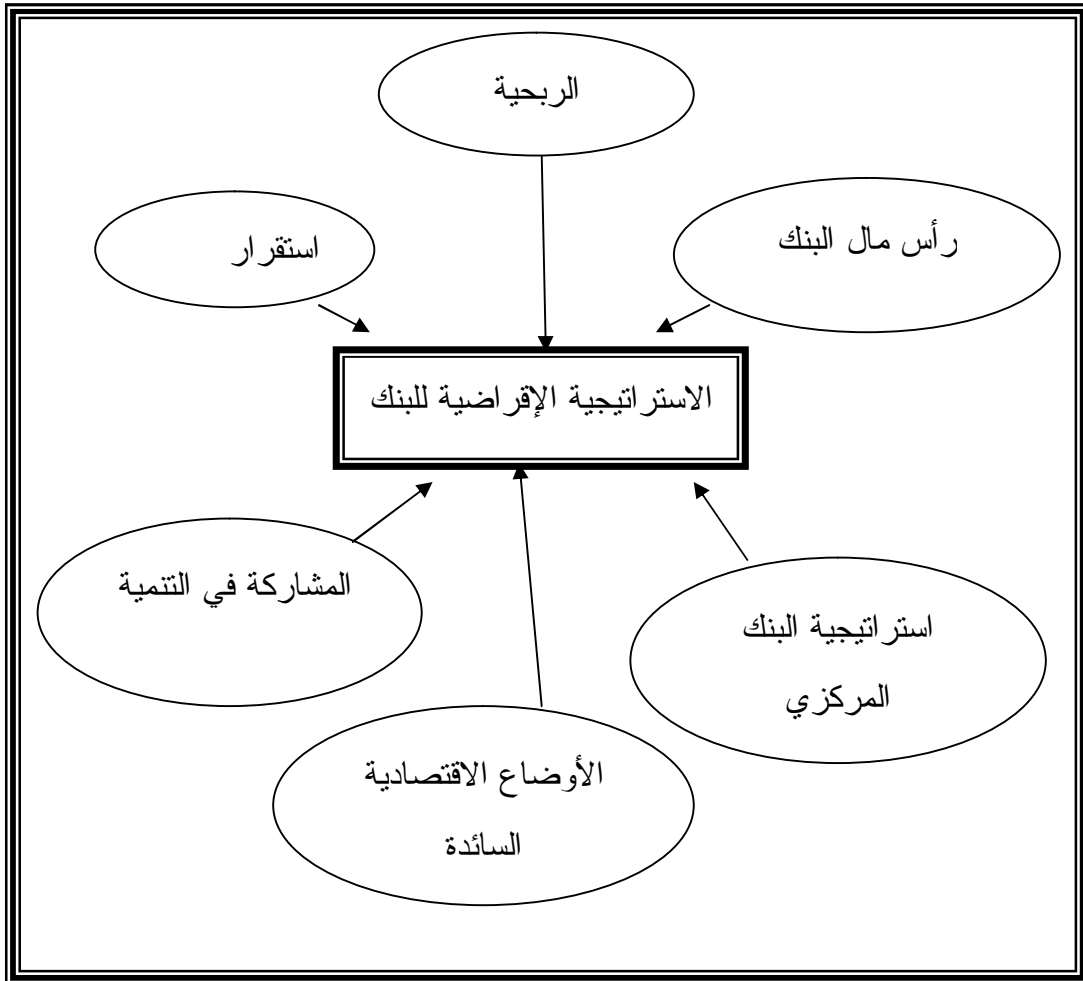 الربحية
رأس مال البنك
استقرار
الاستراتيجية الإقراضية للبنك
المشاركة في التنمية
استراتيجية البنك
المركزي
الأوضاع الاقتصادية
السائدة